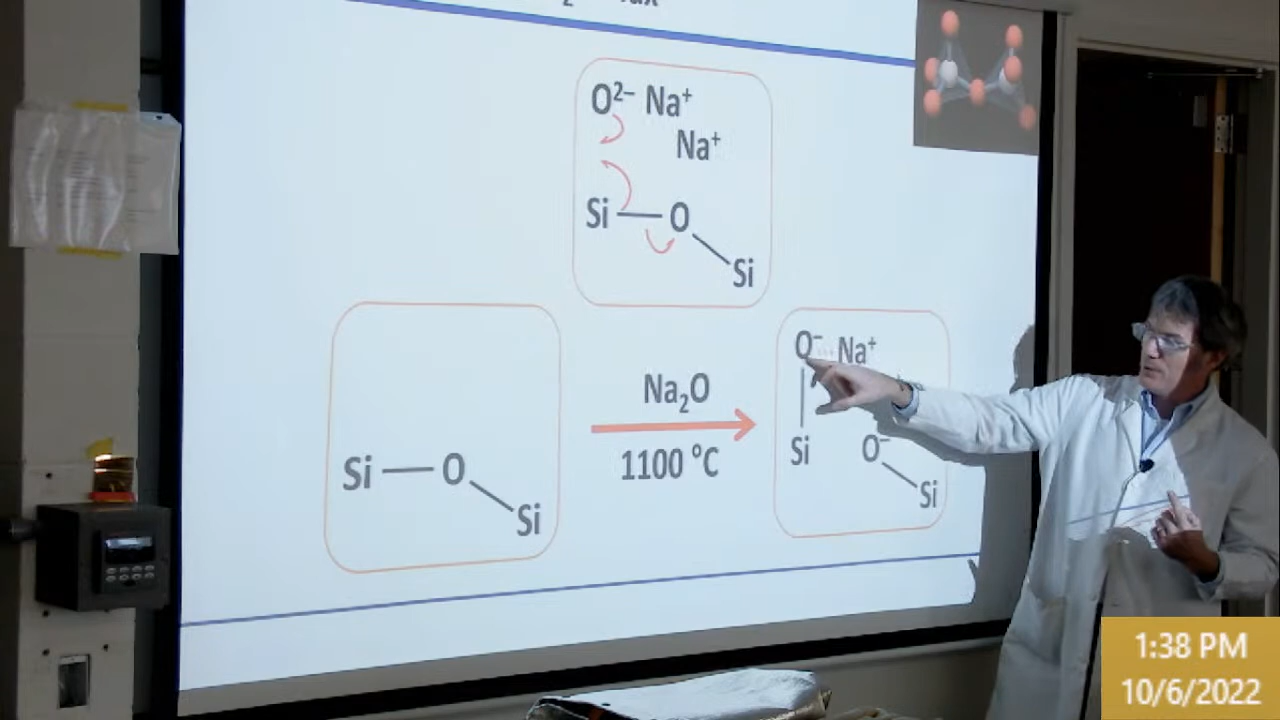 O²⁻ Na⁺
Na⁺
Si O
Si
Si O
Si
Na₂O
1100 °C
O⁻ Na⁺
Si O⁻
Si
1:38 PM
10/6/2022